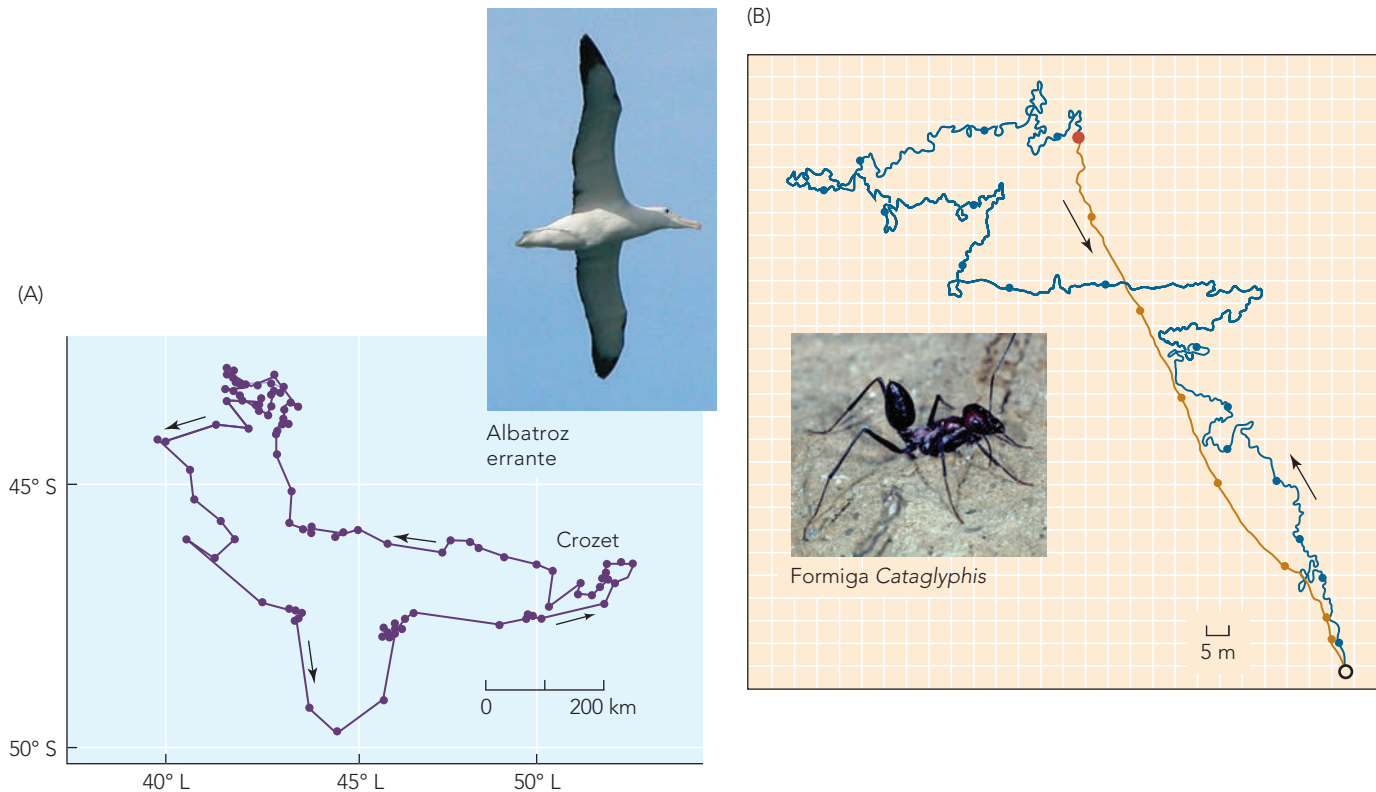 (A)
Albatroz
errante
45° S
50° S
40° L
45° L
50° L
Crozet
0
200 km
(B)
Formiga Cataglyphis
5 m